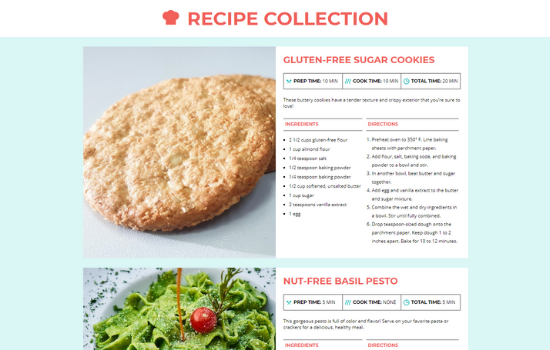 RECIPE COLLECTION
GLUTEN-FREE SUGAR COOKIES
PREP TIME: 10 MIN
COOK TIME: 10 MIN
TOTAL TIME: 20 MIN
These buttery cookies have a tender texture and crispy exterior that you're sure to
love!
INGREDIENTS
2 1/2 cups gluten-free flour
1 cup almond flour
1/4 teaspoon salt
1/2 teaspoon baking powder
1/4 teaspoon baking powder
1/2 cup softened, unsalted butter
1 cup sugar
2 teaspoons vanilla extract
1 egg
DIRECTIONS
1. Preheat oven to 350° F. Line baking
sheets with parchment paper.
2. Add flour, salt, baking soda, and baking
powder to a bowl and stir.
3. In another bowl, beat butter and sugar
together.
4. Add egg and vanilla extract to the butter
and sugar mixture.
5. Combine the wet and dry ingredients in
a bowl. Stir until fully combined.
6. Drop teaspoon-sized dough onto the
parchment paper. Keep dough 1 to 2
inches apart. Bake for 10 to 12 minutes.
NUT-FREE BASIL PESTO
PREP TIME: 5 MIN
COOK TIME: NONE
TOTAL TIME: 5 MIN
This gorgeous pesto is full of color and flavor! Serve on your favorite pasta or
crackers for a delicious, healthy meal.
INGREDIENTS
DIRECTIONS